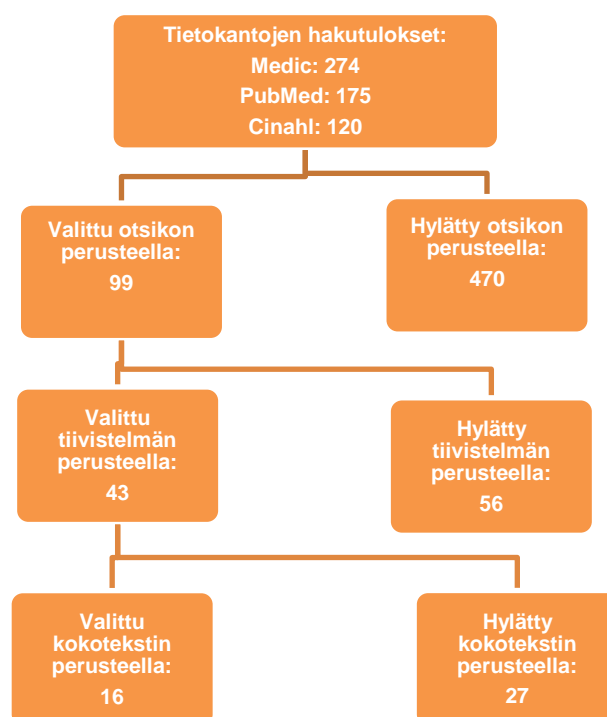 Tietokantojen hakutulokset:
Medic: 274
PubMed: 175
Cinahl: 120
Valittu otsikon
perusteella:
99
Hylätty otsikon
perusteella:
470
Valittu
tiivistelmän
perusteella:
43
Hylätty
tiivistelmän
perusteella:
56
Valittu
kokotekstin
perusteella:
16
Hylätty
kokotekstin
perusteella:
27